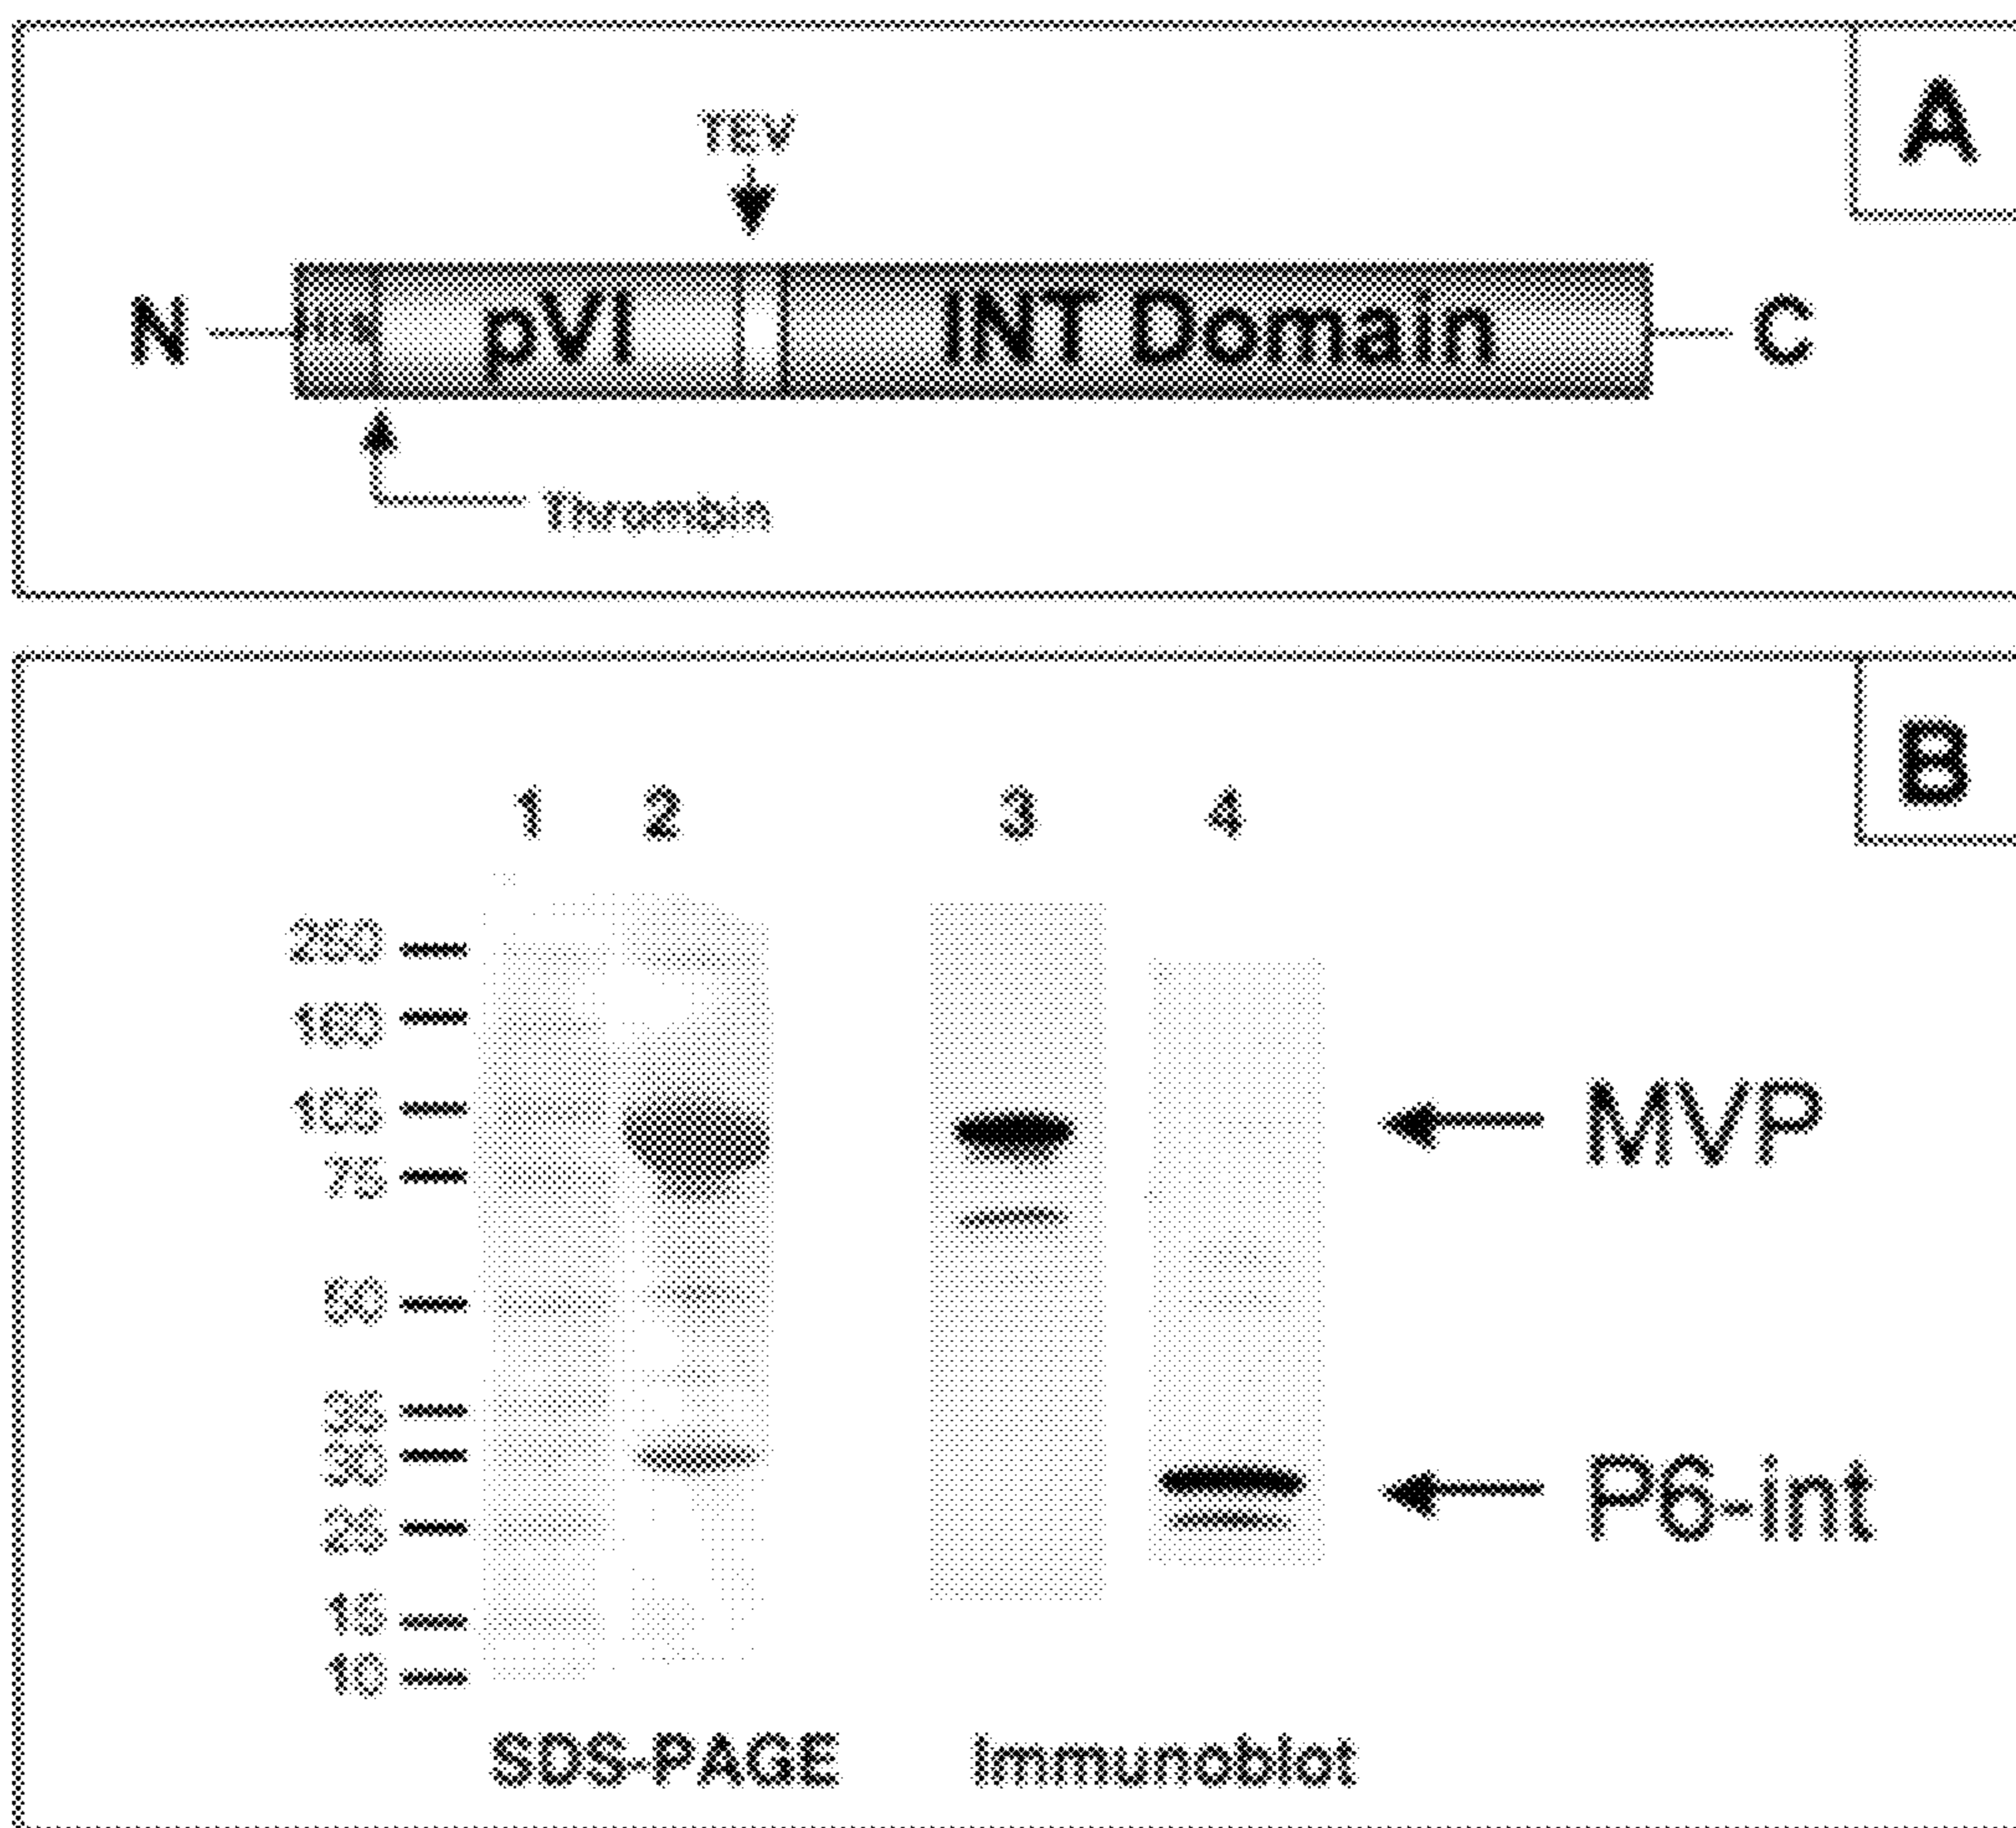 A
TEV
N pVI INT Domain C
Thrombin
B
1 2 3 4
250
160
105
MVP
75
50
35
30
P6-int
25
15
10
SDS-PAGE Immunoblot